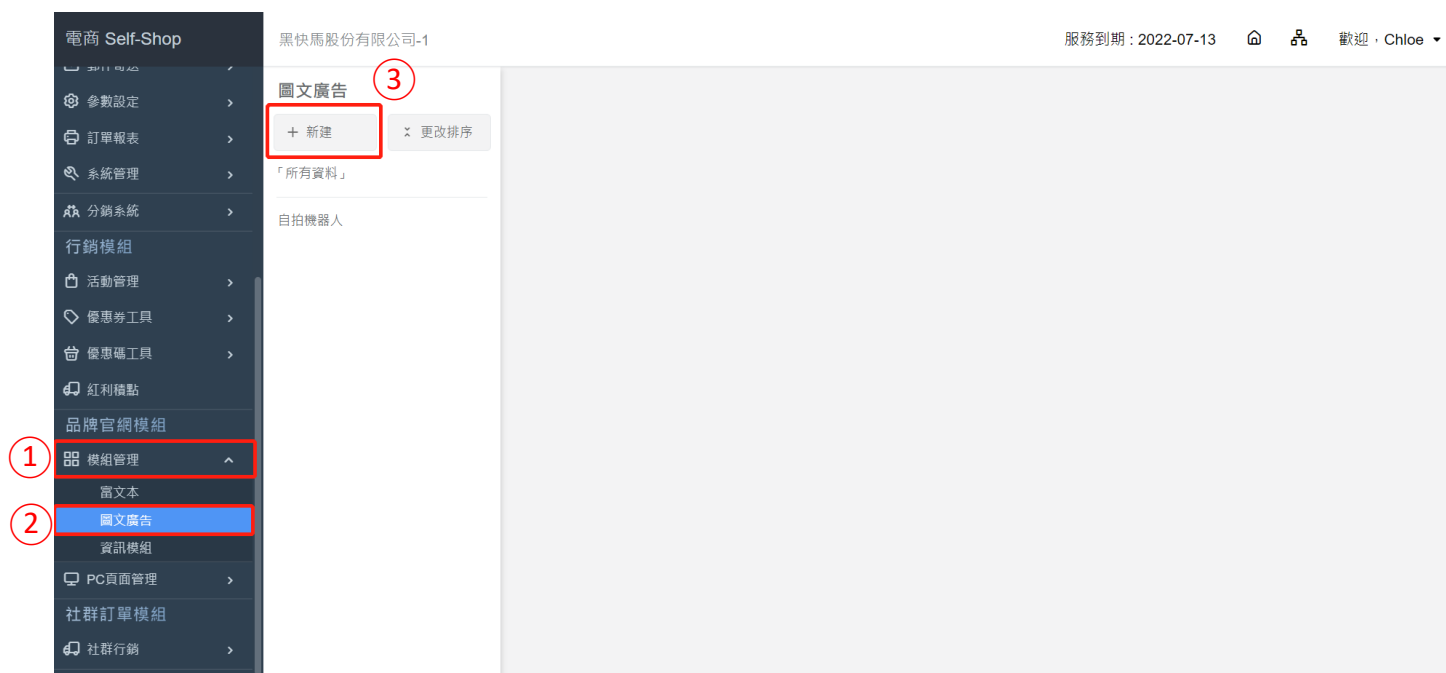 電商 Self-Shop
黑快馬股份有限公司-1
服務到期 : 2022-07-13
歡迎，Chloe
參數設定
訂單報表
系統管理
分銷系統
行銷模組
活動管理
優惠券工具
優惠碼工具
紅利積點
品牌官網模組
1
模組管理
富文本
2
圖文廣告
資訊模組
PC頁面管理
社群訂單模組
社群行銷
圖文廣告
3
+ 新建
更改排序
「所有資料」
自拍機器人